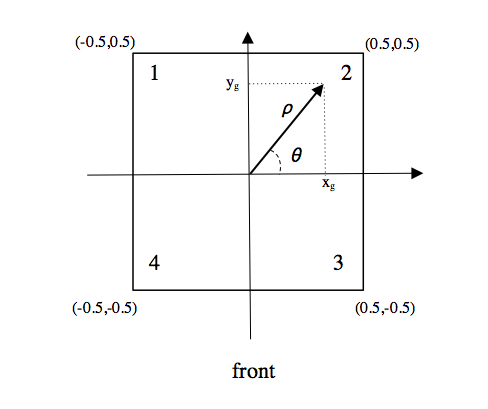 (-0.5,0.5)
(0.5,0.5)
1
2
yg
ρ
θ
xg
4
3
(-0.5,-0.5)
(0.5,-0.5)
front